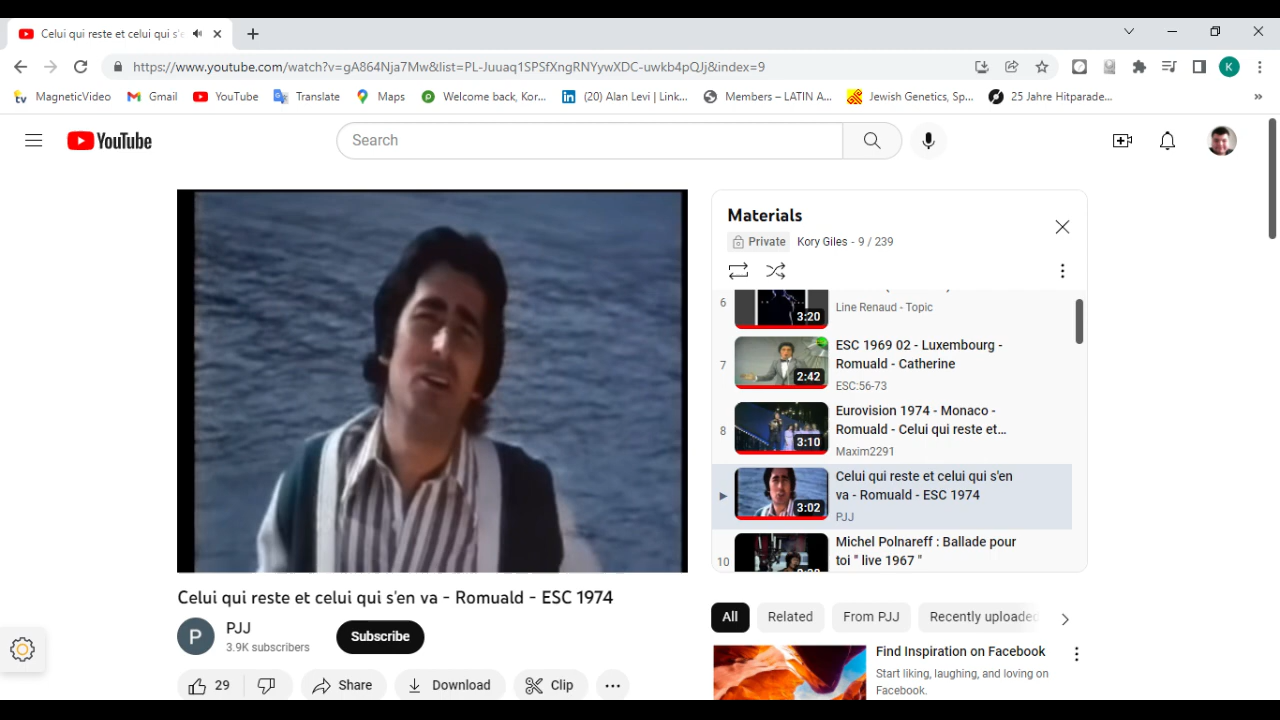 Celui qui reste et celui qui s'e
https://www.youtube.com/watch?v=gA864Nja7Mw&list=PL-Juuaq1SPSfXngRNYywXDC-uwkb4pQJj&index=9
K
tv MagneticVideo
Gmail
YouTube
Translate
Maps
Welcome back, Kor...
(20) Alan Levi | Link...
Members – LATIN A...
Jewish Genetics, Sp...
25 Jahre Hitparade...
YouTube
Search
Materials
Private Kory Giles - 9 / 239
6
3:20
Line Renaud - Topic
7
2:42
ESC 1969 02 - Luxembourg -
Romuald - Catherine
ESC:56-73
8
3:10
Eurovision 1974 - Monaco -
Romuald - Celui qui reste et...
Maxim2291
3:02
Celui qui reste et celui qui s'en
va - Romuald - ESC 1974
PJJ
10
Michel Polnareff : Ballade pour
toi " live 1967 "
Celui qui reste et celui qui s'en va - Romuald - ESC 1974
P
PJJ
3.9K subscribers
Subscribe
29
Share
Download
Clip
All
Related
From PJJ
Recently uploaded
Find Inspiration on Facebook
Start liking, laughing, and loving on
Facebook.